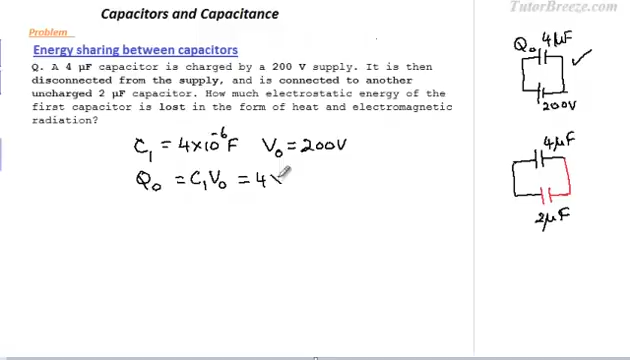 Capacitors and Capacitance
TutorBreeze.com
Problem
Energy sharing between capacitors
Q. A 4 μF capacitor is charged by a 200 V supply. It is then
disconnected from the supply, and is connected to another
uncharged 2 μF capacitor. How much electrostatic energy of the
first capacitor is lost in the form of heat and electromagnetic
radiation?
C₁ = 4×10⁻⁶F V₀ = 200V
Q₀ = C₁V₀ = 4
Q₀ 4μF
200V
4μF
2μF